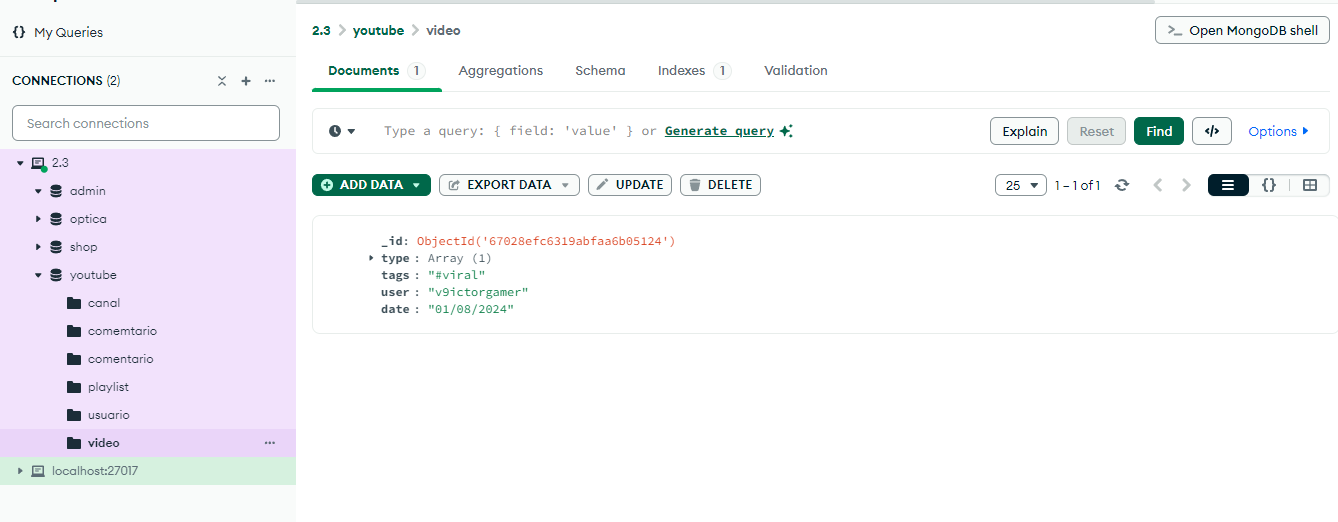 My Queries
CONNECTIONS (2)
Search connections
2.3
admin
optica
shop
youtube
canal
comemtario
comentario
playlist
usuario
video
localhost:27017
2.3 > youtube > video
>_ Open MongoDB shell
Documents 1 Aggregations Schema Indexes 1 Validation
Type a query: { field: 'value' } or Generate query
Explain Reset Find </> Options
ADD DATA EXPORT DATA UPDATE DELETE
25 1 – 1 of 1 {}
_id: ObjectId('67028efc6319abfaa6b05124')
type : Array (1)
tags : "#viral"
user : "v9ictorgamer"
date : "01/08/2024"